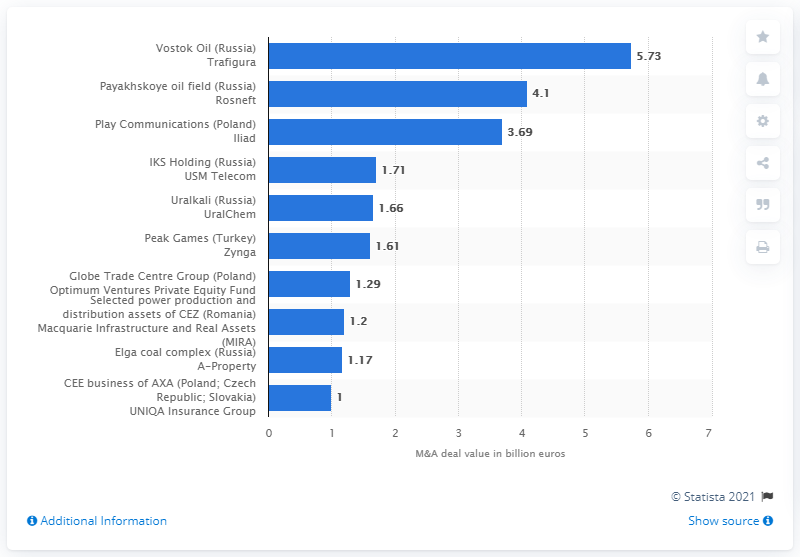 Vostok Oil (Russia)
Trafigura
5.73
Payakhskoye oil field (Russia)
Rosneft
4.1
Play Communications (Poland)
Iliad
3.69
IKS Holding (Russia)
USM Telecom
1.71
Uralkali (Russia)
UralChem
1.66
Peak Games (Turkey)
Zynga
1.61
Globe Trade Centre Group (Poland)
Optimum Ventures Private Equity Fund
1.29
Selected power production and
distribution assets of CEZ (Romania)
Macquarie Infrastructure and Real Assets
(MIRA)
1.2
Elga coal complex (Russia)
A-Property
1.17
CEE business of AXA (Poland; Czech
Republic; Slovakia)
UNIQA Insurance Group
1
0 1 2 3 4 5 6 7
M&A deal value in billion euros
© Statista 2021
Additional Information
Show source